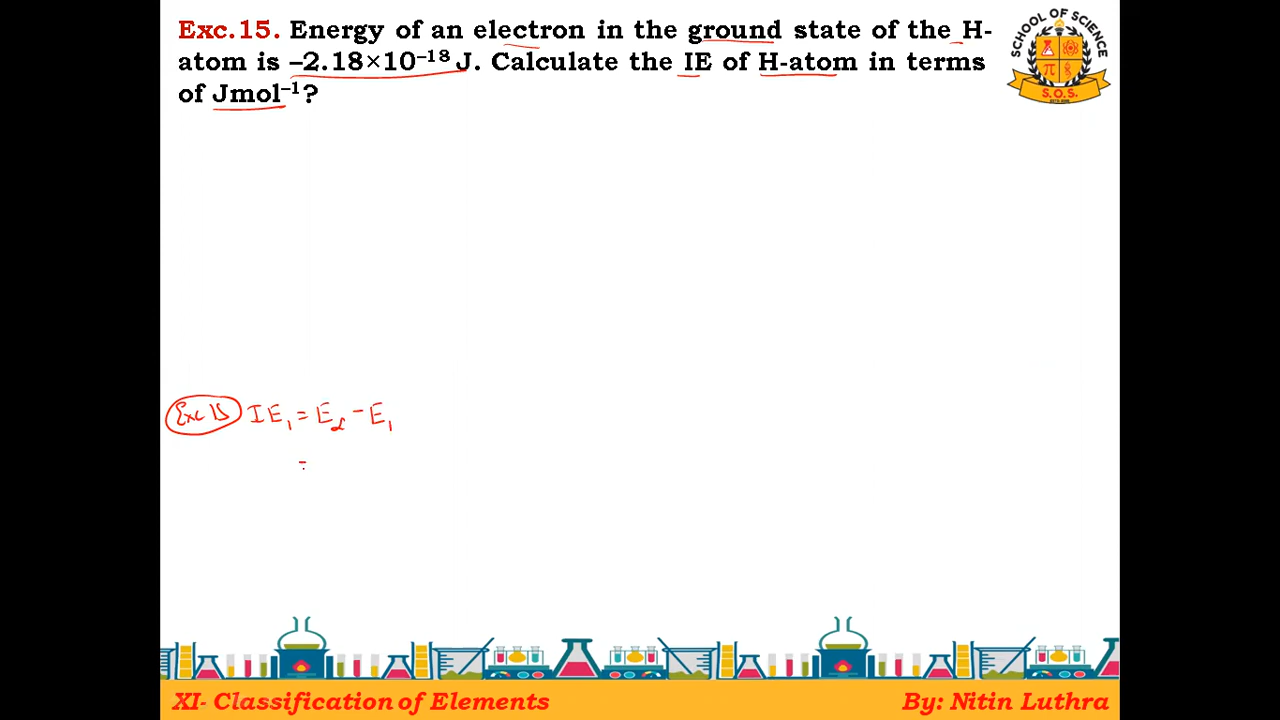 Exc.15. Energy of an electron in the ground state of the H-
atom is –2.18×10⁻¹⁸ J. Calculate the IE of H-atom in terms
of Jmol⁻¹?
SCHOOL OF SCIENCE
π
S.O.S.
Exc 15 IE₁ = E∝ − E₁
=
XI- Classification of Elements
By: Nitin Luthra